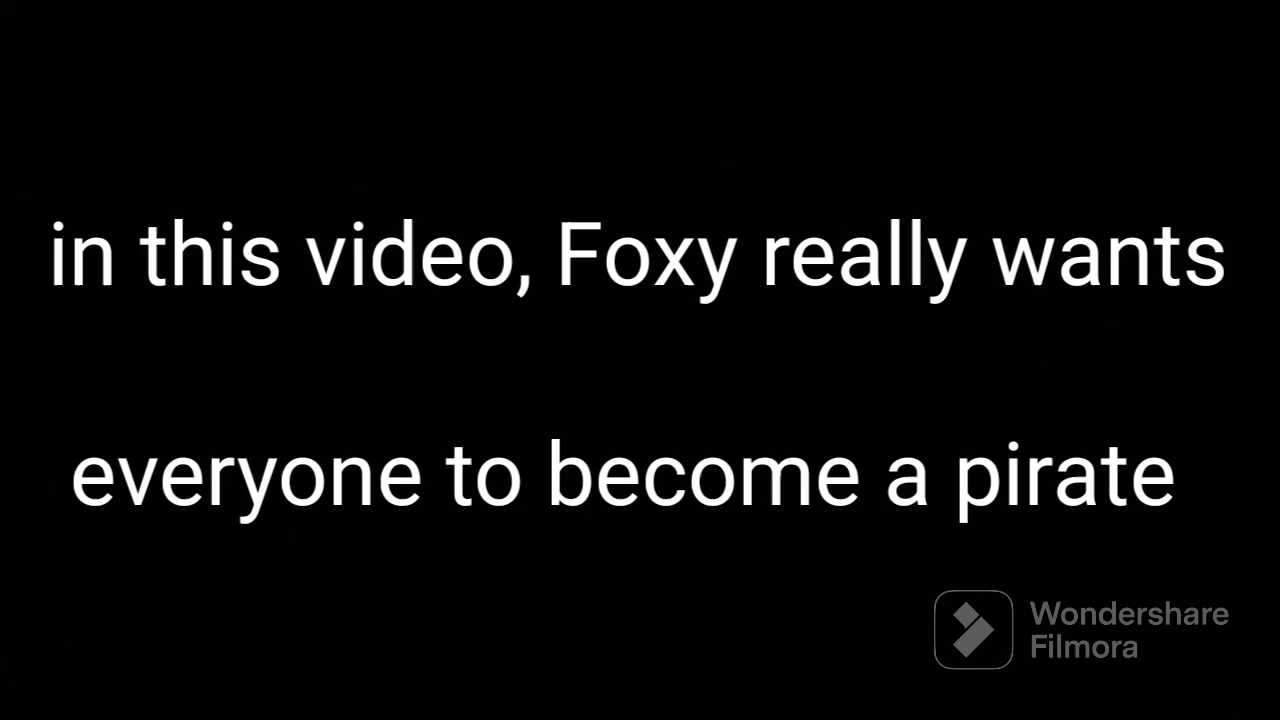 in this video, Foxy really wants
everyone to become a pirate
Wondershare
Filmora